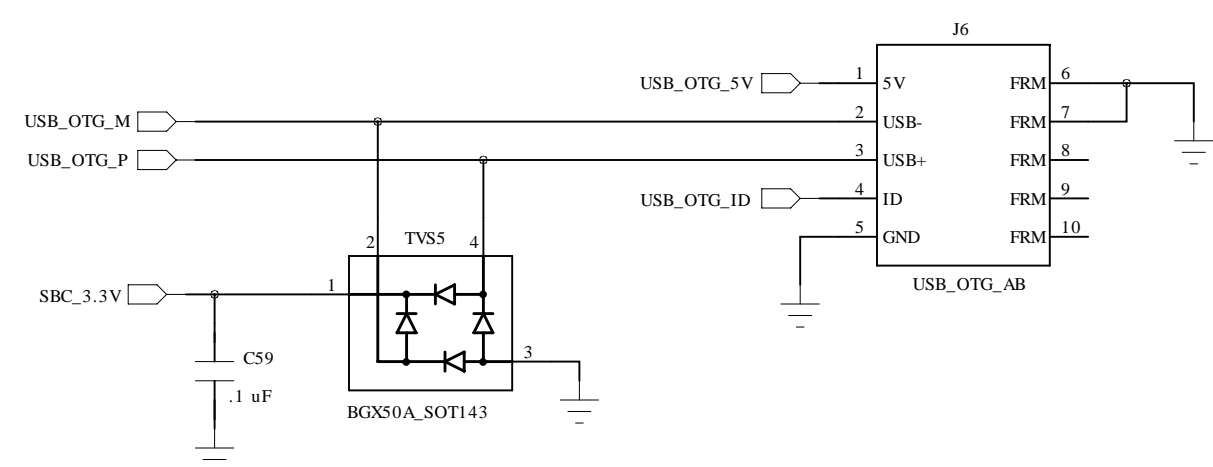 J6
USB_OTG_5V 1 5V FRM 6
USB_OTG_M 2 USB- FRM 7
USB_OTG_P 3 USB+ FRM 8
USB_OTG_ID 4 ID FRM 9
5 GND FRM 10
USB_OTG_AB
2 TVS5 4
SBC_3.3V 1
3
C59
.1 uF
BGX50A_SOT143